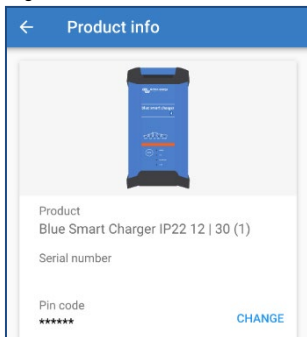 Product info
Blue Smart Charger
Product
Blue Smart Charger IP22 12 | 30 (1)
Serial number
Pin code
******
CHANGE